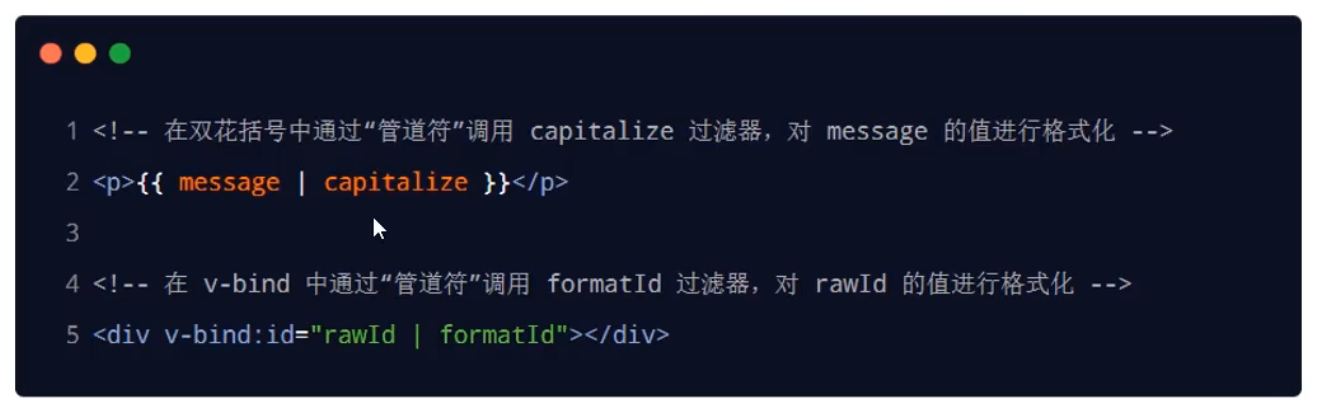 1 <!-- 在双花括号中通过“管道符”调用 capitalize 过滤器，对 message 的值进行格式化 -->
2 <p>{{ message | capitalize }}</p>
3
4 <!-- 在 v-bind 中通过“管道符”调用 formatId 过滤器，对 rawId 的值进行格式化 -->
5 <div v-bind:id="rawId | formatId"></div>